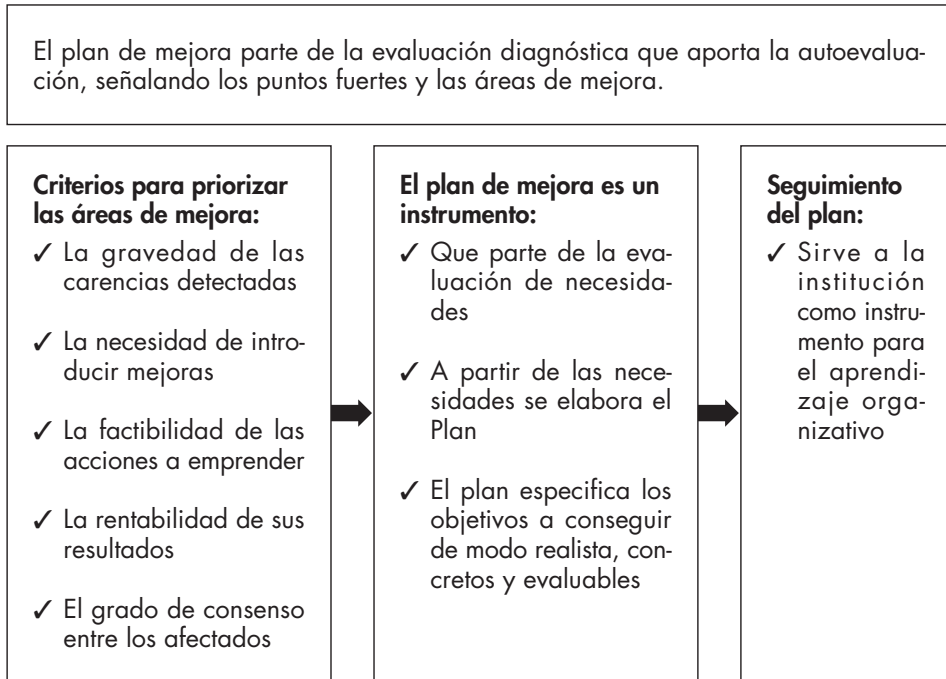 El plan de mejora parte de la evaluación diagnóstica que aporta la autoevalua-
ción, señalando los puntos fuertes y las áreas de mejora.
Criterios para priorizar
las áreas de mejora:
✓ La gravedad de las
carencias detectadas
✓ La necesidad de intro-
ducir mejoras
✓ La factibilidad de las
acciones a emprender
✓ La rentabilidad de sus
resultados
✓ El grado de consenso
entre los afectados
El plan de mejora es un
instrumento:
✓ Que parte de la eva-
luación de necesida-
des
✓ A partir de las nece-
sidades se elabora el
Plan
✓ El plan especifica los
objetivos a conseguir
de modo realista, con-
cretos y evaluables
Seguimiento
del plan:
✓ Sirve a la
institución
como instru-
mento para
el aprendi-
zaje orga-
nizativo